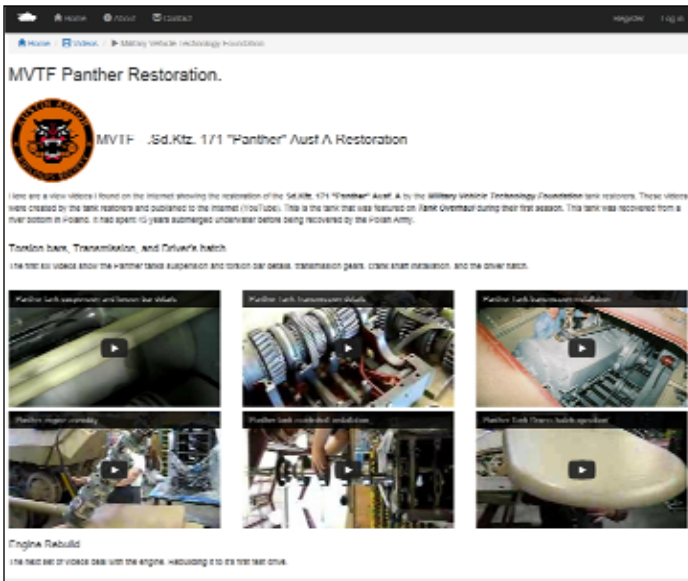 Home About Contact Register Log in
Home / Videos / Military Vehicle Technology Foundation
MVTF Panther Restoration.
MVTF .Sd.Kfz. 171 "Panther" Ausf A Restoration
Here are a view videos I found on the internet showing the restoration of the Sd.Kfz. 171 "Panther" Ausf. A by the Military Vehicle Technology Foundation tank restorers. These videos
were created by the tank restorers and published to the internet (YouTube). This is the tank that was featured on Tank Overhaul during their first season. This tank was recovered from a
river bottom in Poland. It had spent 45 years submerged underwater before being recovered by the Polish Army.
Torsion bars, Transmission, and Driver's hatch
The first six videos show the Panther tanks suspension and torsion bar details, transmission gears, Crank shaft installation, and the driver hatch.
Panther tank suspension and torsion bar details
Panther Tank Transmission details
Panther Tank transmission installation
Panther engine assembly
Panther tank crankshaft installation
Panther Tank Drivers hatch operation
Engine Rebuild
The next set of videos deal with the engine. Rebuilding it to it's first test drive.